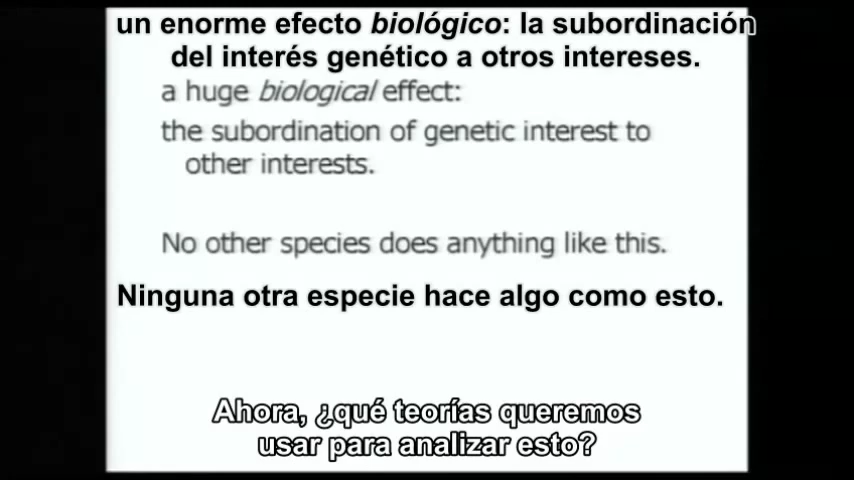 un enorme efecto biológico: la subordinación
del interés genético a otros intereses.
a huge biological effect:
the subordination of genetic interest to
other interests.
No other species does anything like this.
Ninguna otra especie hace algo como esto.
Ahora, ¿qué teorías queremos
usar para analizar esto?